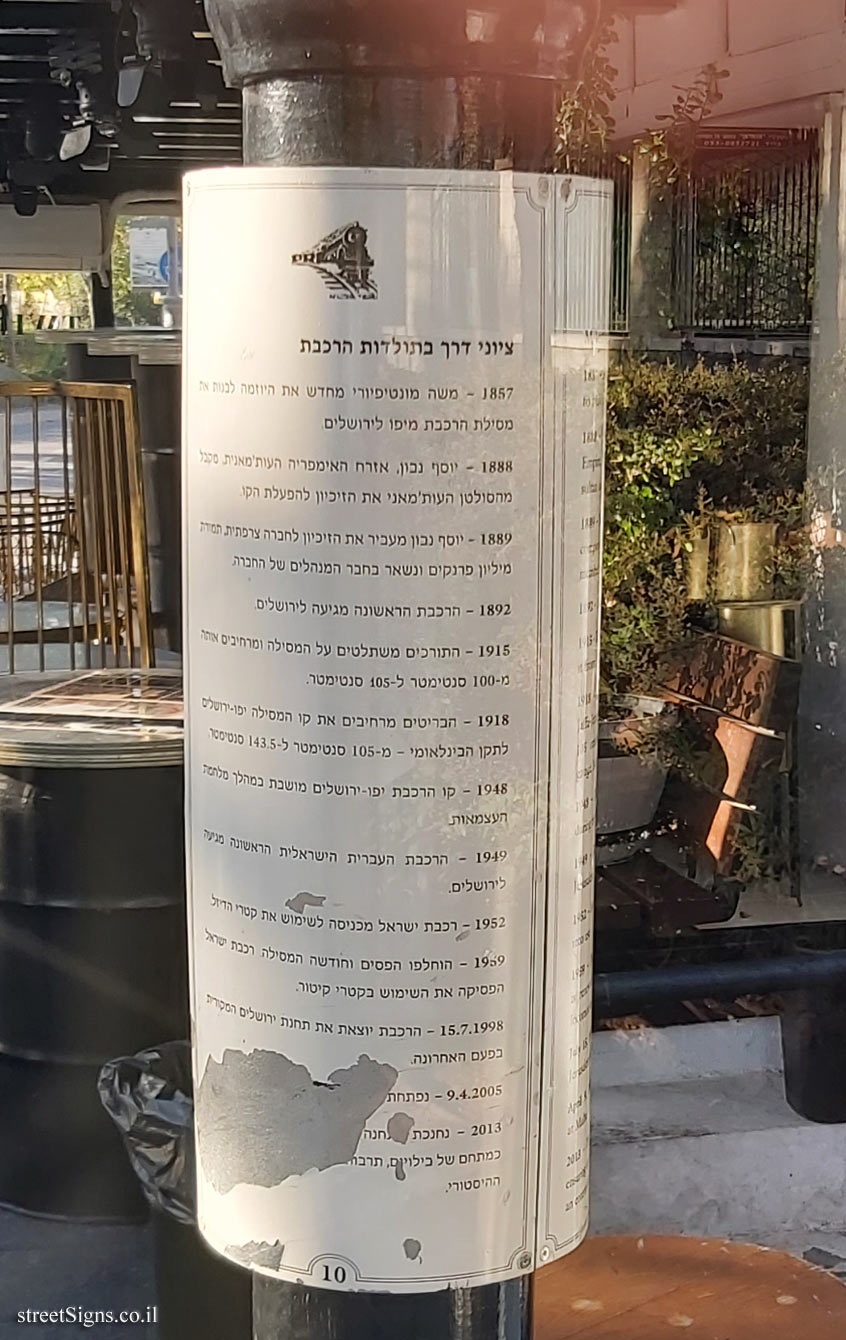 ציוני דרך בתולדות הרכבת
1857 – משה מונטיפיורי מחדש את היוזמה לבנות את
מסילת הרכבת מיפו לירושלים.
1888 – יוסף נבון, אזרח האימפריה העות'מאנית, מקבל
מהסולטן העות'מאני את הזיכיון להפעלת הקו.
1889 – יוסף נבון מעביר את הזיכיון לחברה צרפתית, תמורת
מיליון פרנקים ונשאר בחבר המנהלים של החברה.
1892 – הרכבת הראשונה מגיעה לירושלים.
1915 – התורכים משתלטים על המסילה ומרחיבים אותה
מ-100 סנטימטר ל-105 סנטימטר.
1918 – הבריטים מרחיבים את קו המסילה יפו-ירושלים
לתקן הבינלאומי – מ-105 סנטימטר ל-143.5 סנטימטר.
1948 – קו הרכבת יפו-ירושלים מושבת במהלך מלחמת
העצמאות.
1949 – הרכבת העברית הישראלית הראשונה מגיעה
לירושלים.
1952 – רכבת ישראל מכניסה לשימוש את קטרי הדיזל.
1959 – הוחלפו הפסים וחודשה המסילה. רכבת ישראל
הפסיקה את השימוש בקטרי קיטור.
15.7.1998 – הרכבת יוצאת את תחנת ירושלים המקורית
בפעם האחרונה.
9.4.2005 – נפתחת
2013 – נחנכת
כמתחם של בילויים,
ההיסטורי.
10
streetSigns.co.il